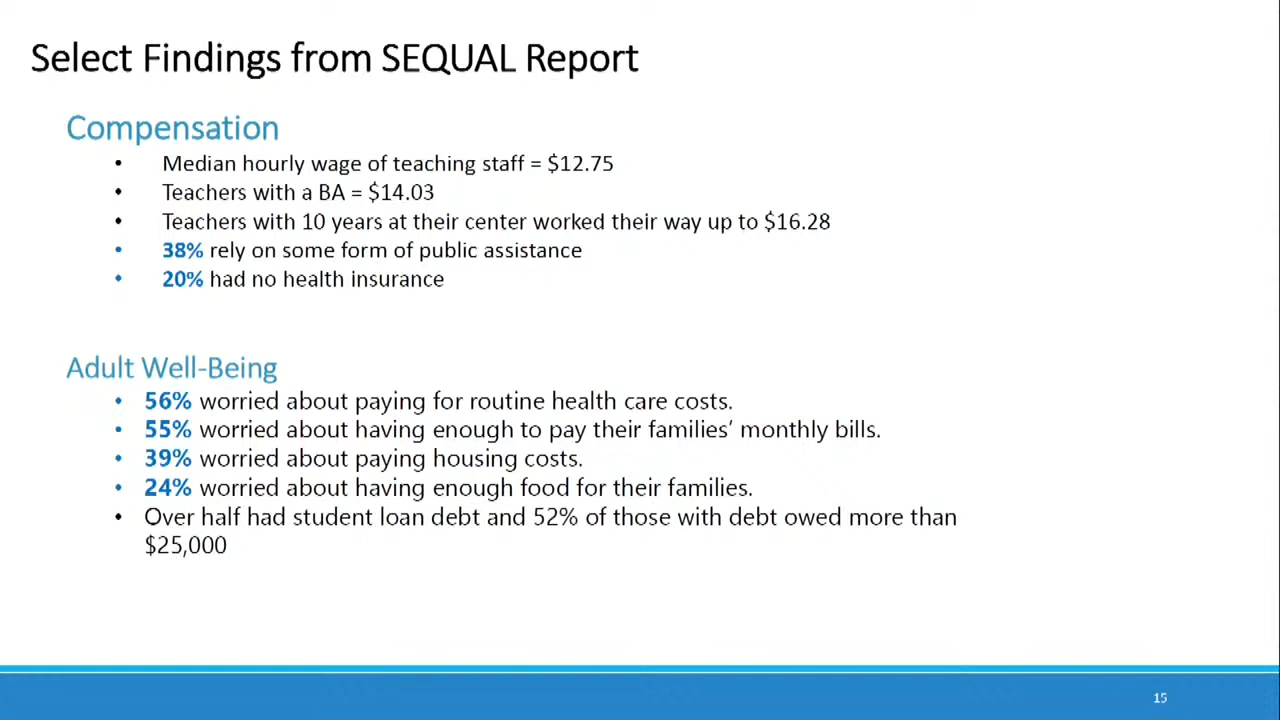 Select Findings from SEQUAL Report
Compensation
• Median hourly wage of teaching staff = $12.75
• Teachers with a BA = $14.03
• Teachers with 10 years at their center worked their way up to $16.28
• 38% rely on some form of public assistance
• 20% had no health insurance
Adult Well-Being
• 56% worried about paying for routine health care costs.
• 55% worried about having enough to pay their families’ monthly bills.
• 39% worried about paying housing costs.
• 24% worried about having enough food for their families.
• Over half had student loan debt and 52% of those with debt owed more than
$25,000
15